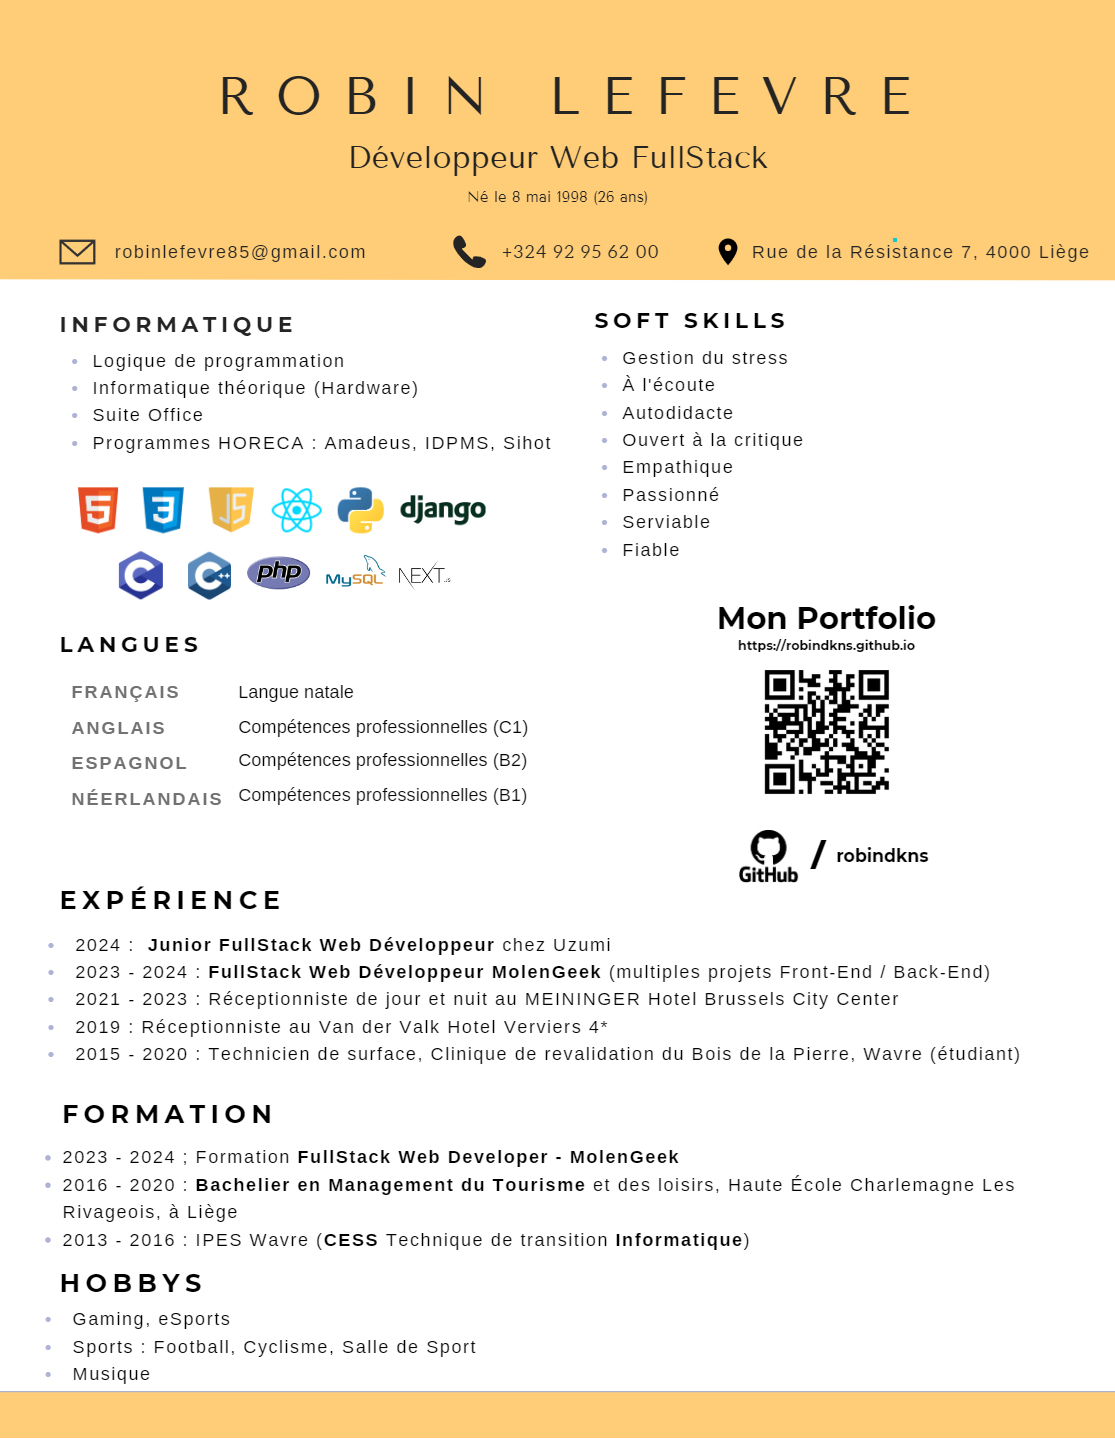 ROBIN LEFEVRE
Développeur Web FullStack
Né le 8 mai 1998 (26 ans)
robinlefevre85@gmail.com
+324 92 95 62 00
Rue de la Résistance 7, 4000 Liège
INFORMATIQUE
Logique de programmation
Informatique théorique (Hardware)
Suite Office
Programmes HORECA : Amadeus, IDPMS, Sihot
5
3
JS
django
C
C++
php
MySQL
NEXT.JS
SOFT SKILLS
Gestion du stress
À l'écoute
Autodidacte
Ouvert à la critique
Empathique
Passionné
Serviable
Fiable
Mon Portfolio
https://robindkns.github.io
GitHub / robindkns
LANGUES
FRANÇAIS Langue natale
ANGLAIS Compétences professionnelles (C1)
ESPAGNOL Compétences professionnelles (B2)
NÉERLANDAIS Compétences professionnelles (B1)
EXPÉRIENCE
2024 : Junior FullStack Web Développeur chez Uzumi
2023 - 2024 : FullStack Web Développeur MolenGeek (multiples projets Front-End / Back-End)
2021 - 2023 : Réceptionniste de jour et nuit au MEININGER Hotel Brussels City Center
2019 : Réceptionniste au Van der Valk Hotel Verviers 4*
2015 - 2020 : Technicien de surface, Clinique de revalidation du Bois de la Pierre, Wavre (étudiant)
FORMATION
2023 - 2024 ; Formation FullStack Web Developer - MolenGeek
2016 - 2020 : Bachelier en Management du Tourisme et des loisirs, Haute École Charlemagne Les
Rivageois, à Liège
2013 - 2016 : IPES Wavre (CESS Technique de transition Informatique)
HOBBYS
Gaming, eSports
Sports : Football, Cyclisme, Salle de Sport
Musique